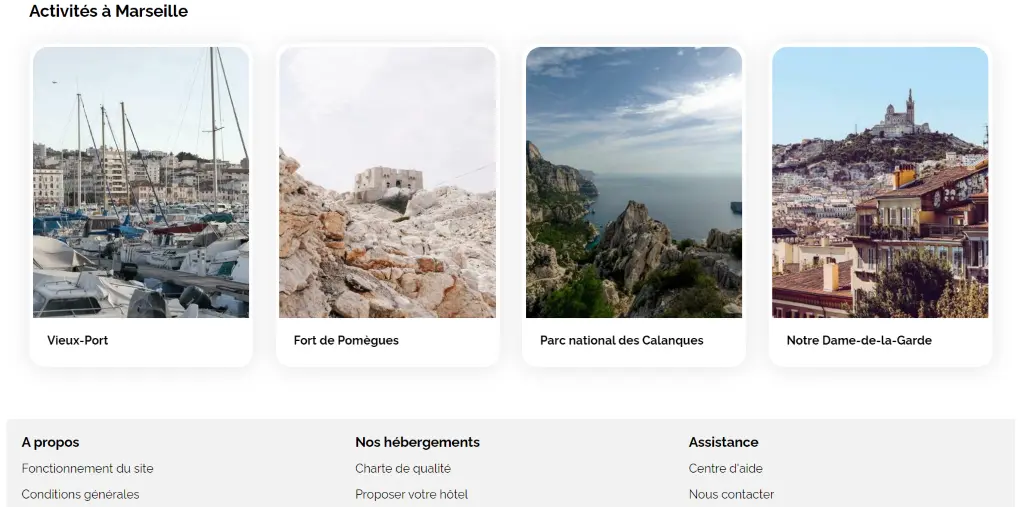 Activités à Marseille
Vieux-Port
Fort de Pomègues
Parc national des Calanques
Notre Dame-de-la-Garde
A propos
Fonctionnement du site
Conditions générales
Nos hébergements
Charte de qualité
Proposer votre hôtel
Assistance
Centre d'aide
Nous contacter